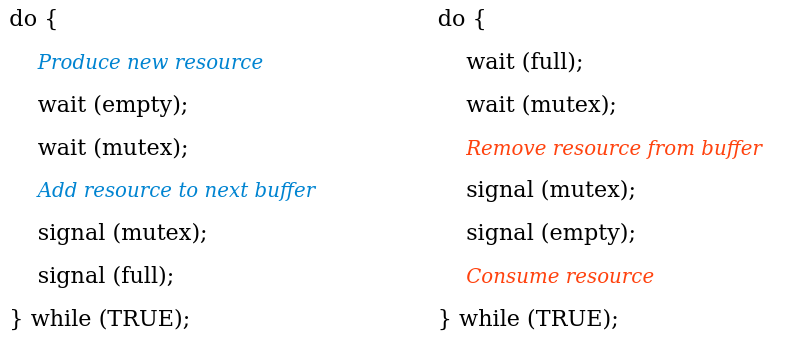 do {
Produce new resource
wait (empty);
wait (mutex);
Add resource to next buffer
signal (mutex);
signal (full);
} while (TRUE);
do {
wait (full);
wait (mutex);
Remove resource from buffer
signal (mutex);
signal (empty);
Consume resource
} while (TRUE);